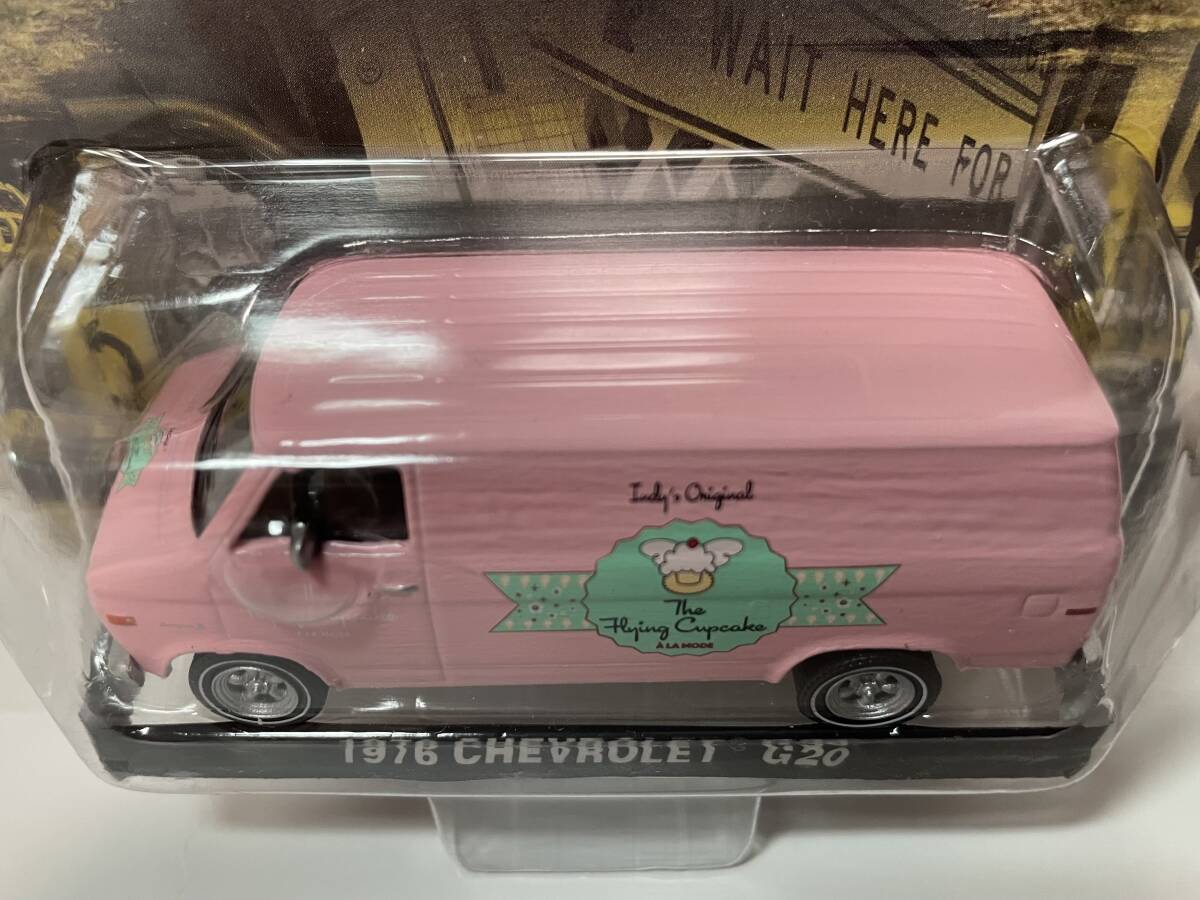 WAIT HERE FOR
Indy's Original
The
Flying Cupcake
À LA MODE
1976 CHEVROLET® G20